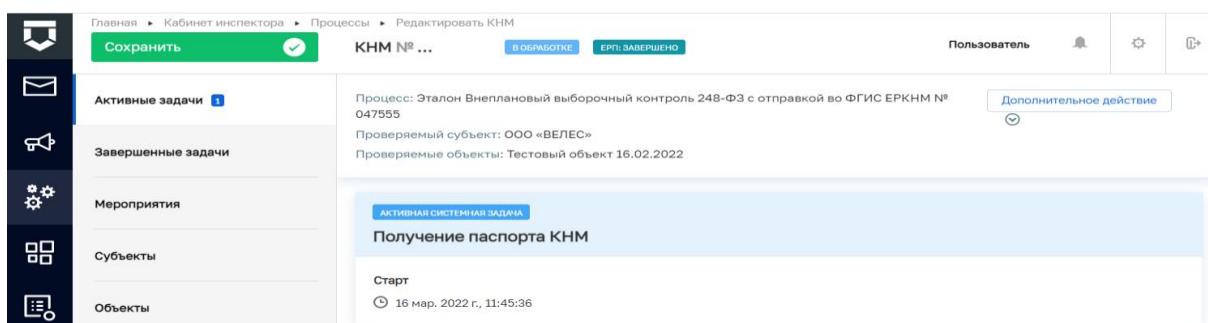 Главная ▸ Кабинет инспектора ▸ Процессы ▸ Редактировать КНМ
Сохранить
КНМ № ...
В ОБРАБОТКЕ
ЕРП: ЗАВЕРШЕНО
Пользователь
Активные задачи 1
Завершенные задачи
Мероприятия
Субъекты
Объекты
Процесс: Эталон Внеплановый выборочный контроль 248-ФЗ с отправкой во ФГИС ЕРКНМ №
047555
Дополнительное действие
Проверяемый субъект: ООО «ВЕЛЕС»
Проверяемые объекты: Тестовый объект 16.02.2022
АКТИВНАЯ СИСТЕМНАЯ ЗАДАЧА
Получение паспорта КНМ
Старт
16 мар. 2022 г., 11:45:36